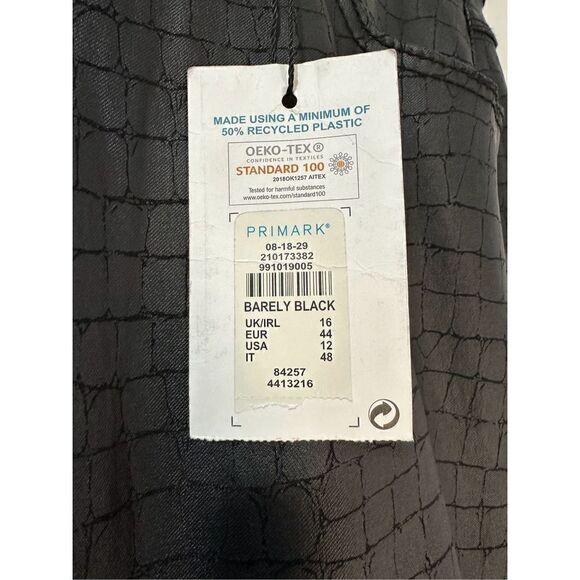 MADE USING A MINIMUM OF
50% RECYCLED PLASTIC
OEKO-TEX®
CONFIDENCE IN TEXTILES
STANDARD 100
2018OK1257 AITEX
Tested for harmful substances
www.oeko-tex.com/standard100
PRIMARK®
08-18-29
210173382
991019005
BARELY BLACK
UK/IRL 16
EUR 44
USA 12
IT 48
84257
4413216